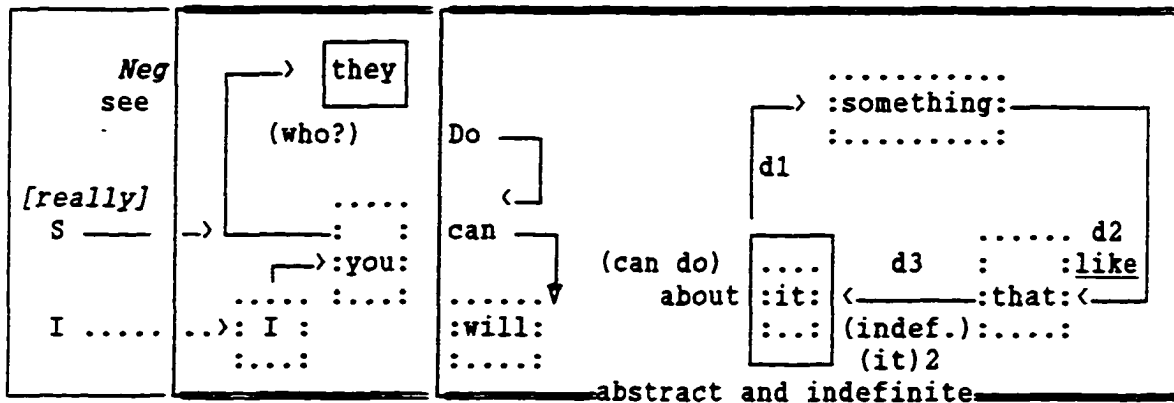 Neg they
see something
(who?) Do
d1
[really]
S can d2
(can do) d3 like
you
about it that
I I will (indef.)
(it)2
abstract and indefinite